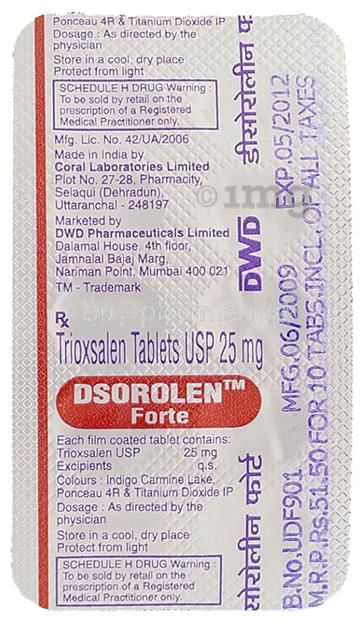 Ponceau 4R & Titanium Dioxide IP
Dosage : As directed by the
physician
Store in a cool, dry place
Protect from light
SCHEDULE H DRUG Warning :
To be sold by retail on the
prescription of a Registered
Medical Practitioner only.
Mfg. Lic. No. 42/UA/2006
Made in India by
Coral Laboratories Limited
Plot No. 27-28, Pharmacity,
Selaqui (Dehradun),
Uttaranchal - 248197
Marketed by
DWD Pharmaceuticals Limited
Dalamal House, 4th floor,
Jamnalal Bajaj Marg,
Nariman Point, Mumbai 400 021
TM - Trademark
Rx
Trioxsalen Tablets USP 25 mg
DSOROLEN™
Forte
Each film coated tablet contains:
Trioxsalen USP 25 mg
Excipients q.s.
Colours : Indigo Carmine Lake,
Ponceau 4R & Titanium Dioxide IP
Dosage : As directed by the
physician
Store in a cool, dry place
Protect from light
SCHEDULE H DRUG Warning :
To be sold by retail on the
prescription of a Registered
Medical Practitioner only.
डीसोरोलीन
DWD
सोरोलीन फोर्ट
B.No.UDF901 MFG.06/2009 EXP.05/2012
M.R.P.Rs.51.50 FOR 10 TABS.INCL.OF ALL TAXES
© 1mg